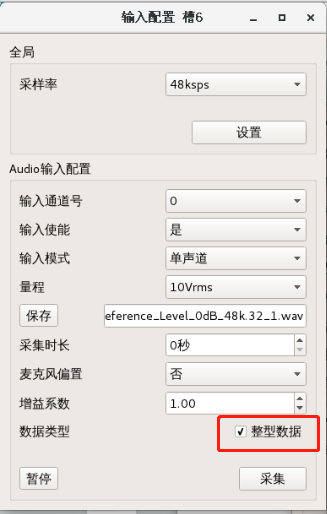 输入配置 槽6
全局
采样率 48ksps
设置
Audio输入配置
输入通道号 0
输入使能 是
输入模式 单声道
量程 10Vrms
保存 eference_Level_0dB_48k.32_1.wav
采集时长 0秒
麦克风偏置 否
增益系数 1.00
数据类型 整型数据
暂停 采集